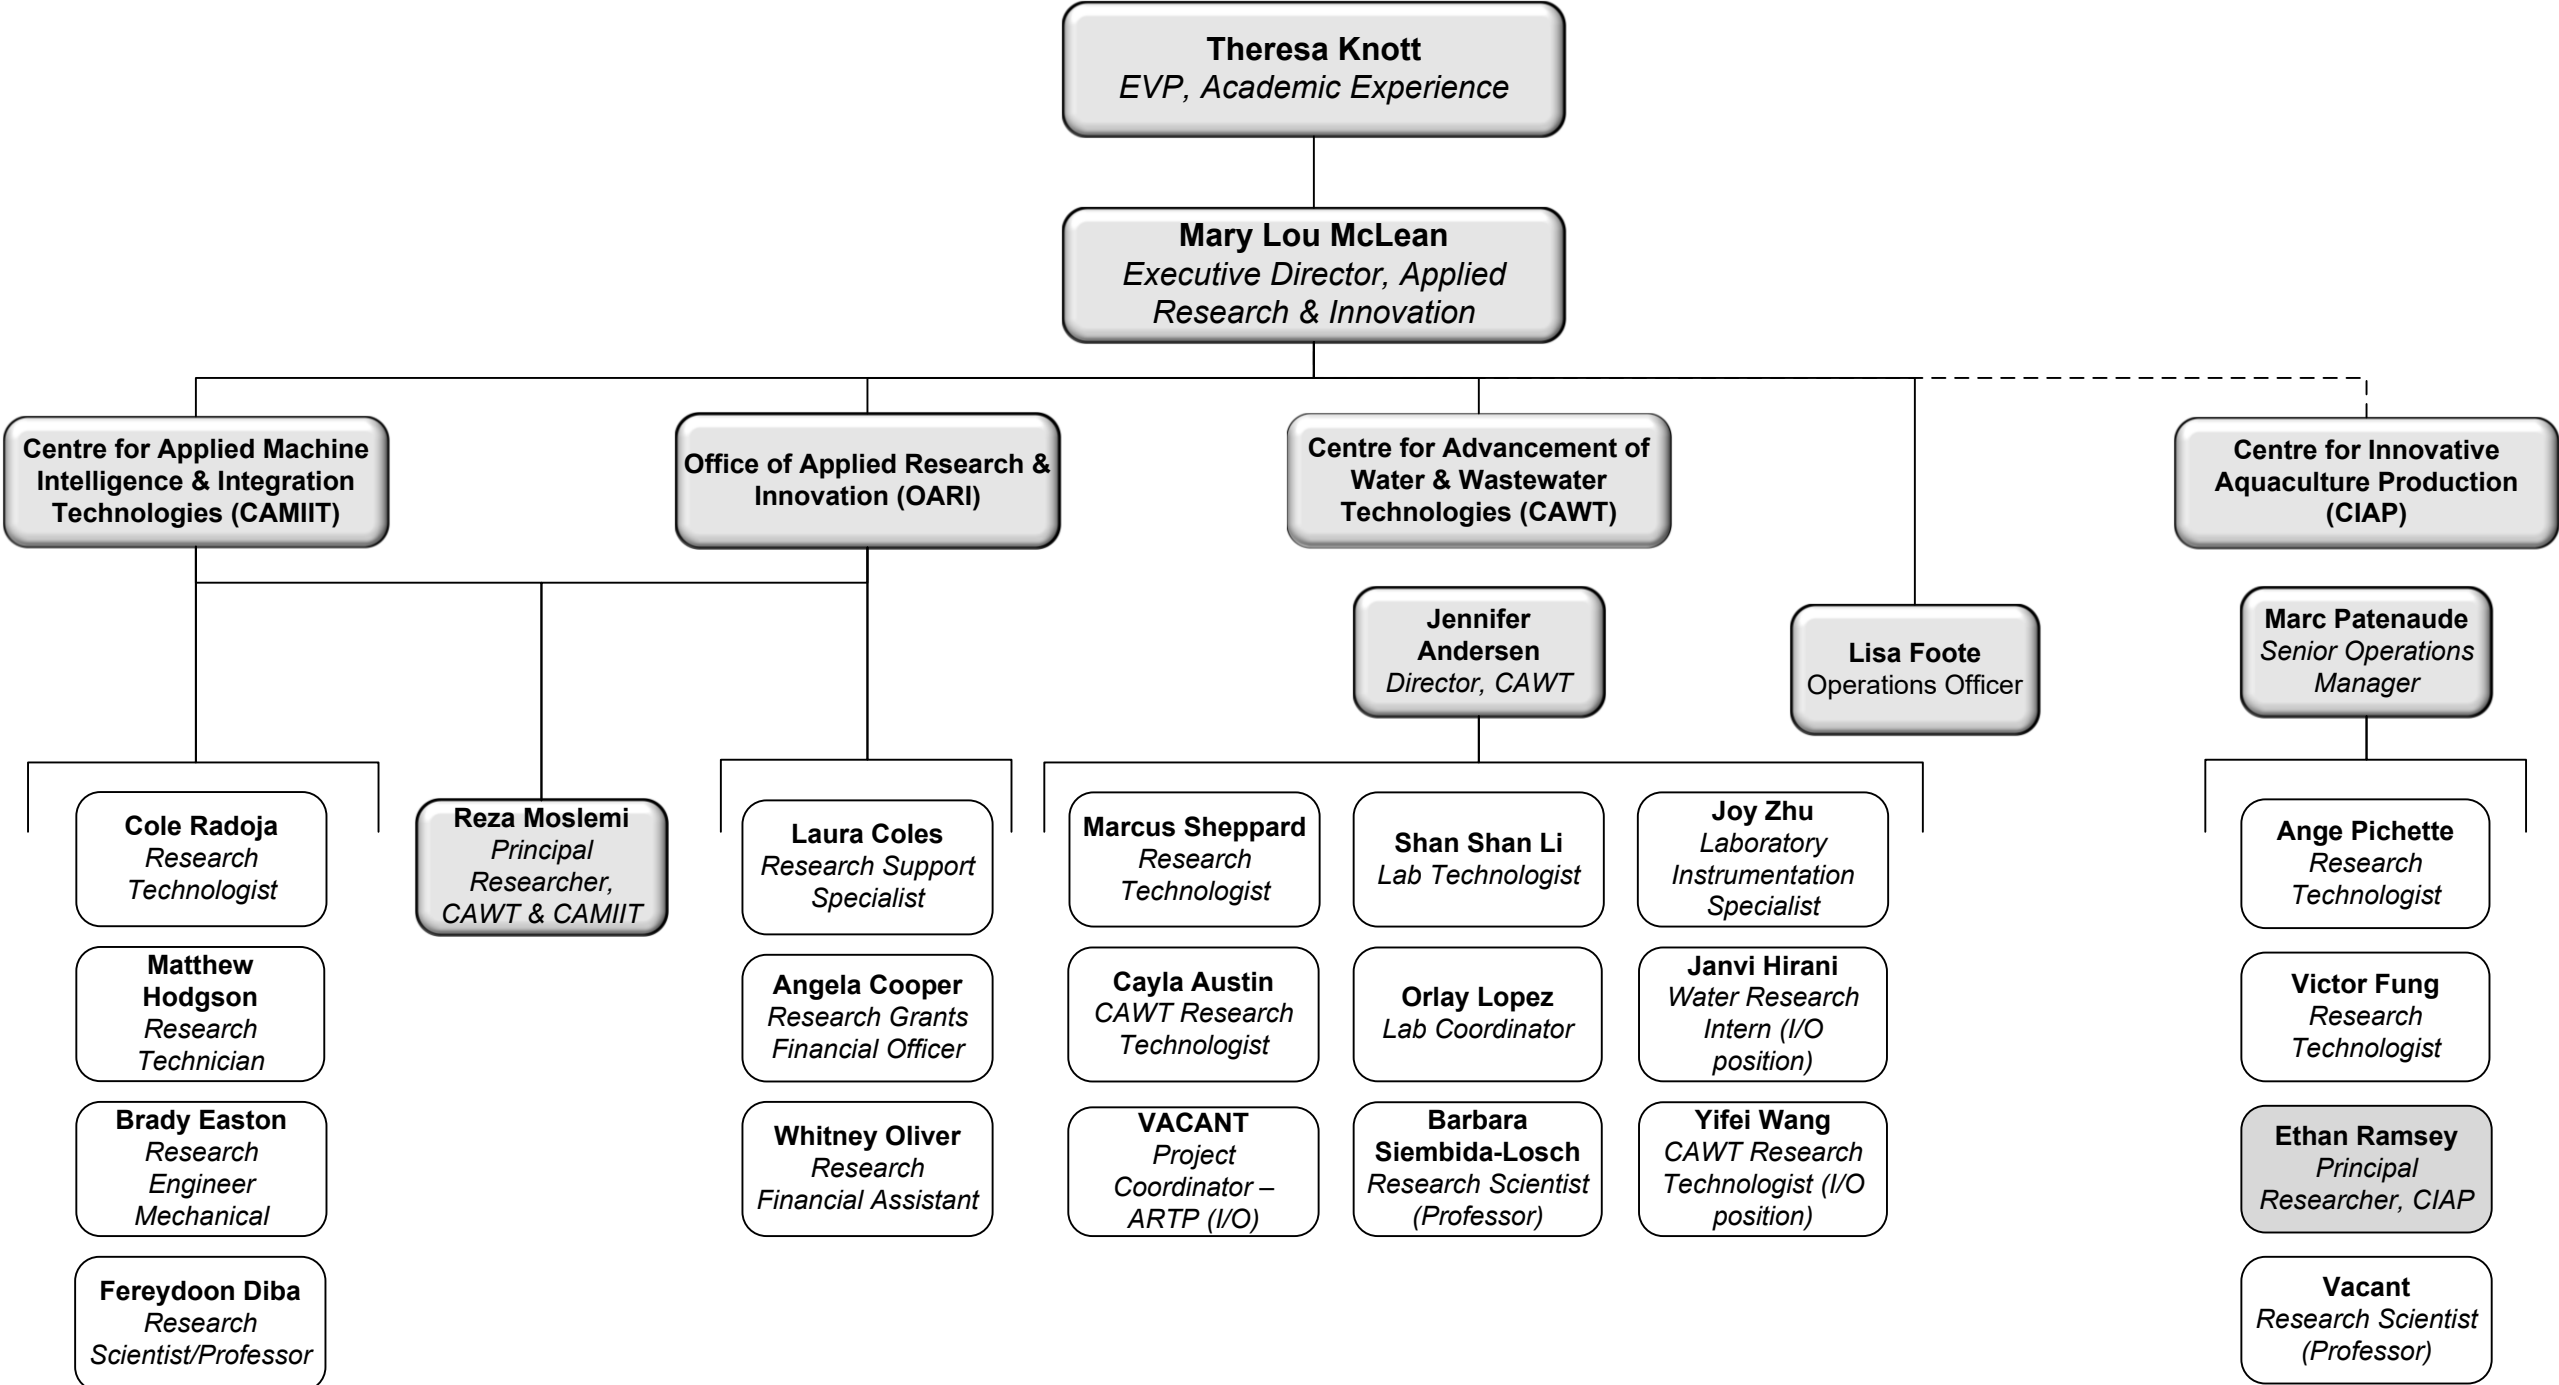 Theresa Knott
EVP, Academic Experience
Mary Lou McLean
Executive Director, Applied
Research & Innovation
Centre for Applied Machine
Intelligence & Integration
Technologies (CAMIIT)
Office of Applied Research &
Innovation (OARI)
Centre for Advancement of
Water & Wastewater
Technologies (CAWT)
Centre for Innovative
Aquaculture Production
(CIAP)
Jennifer
Andersen
Director, CAWT
Lisa Foote
Operations Officer
Marc Patenaude
Senior Operations
Manager
Cole Radoja
Research
Technologist
Matthew
Hodgson
Research
Technician
Brady Easton
Research
Engineer
Mechanical
Fereydoon Diba
Research
Scientist/Professor
Reza Moslemi
Principal
Researcher,
CAWT & CAMIIT
Laura Coles
Research Support
Specialist
Angela Cooper
Research Grants
Financial Officer
Whitney Oliver
Research
Financial Assistant
Marcus Sheppard
Research
Technologist
Cayla Austin
CAWT Research
Technologist
VACANT
Project
Coordinator –
ARTP (I/O)
Shan Shan Li
Lab Technologist
Orlay Lopez
Lab Coordinator
Barbara
Siembida-Losch
Research Scientist
(Professor)
Joy Zhu
Laboratory
Instrumentation
Specialist
Janvi Hirani
Water Research
Intern (I/O
position)
Yifei Wang
CAWT Research
Technologist (I/O
position)
Ange Pichette
Research
Technologist
Victor Fung
Research
Technologist
Ethan Ramsey
Principal
Researcher, CIAP
Vacant
Research Scientist
(Professor)